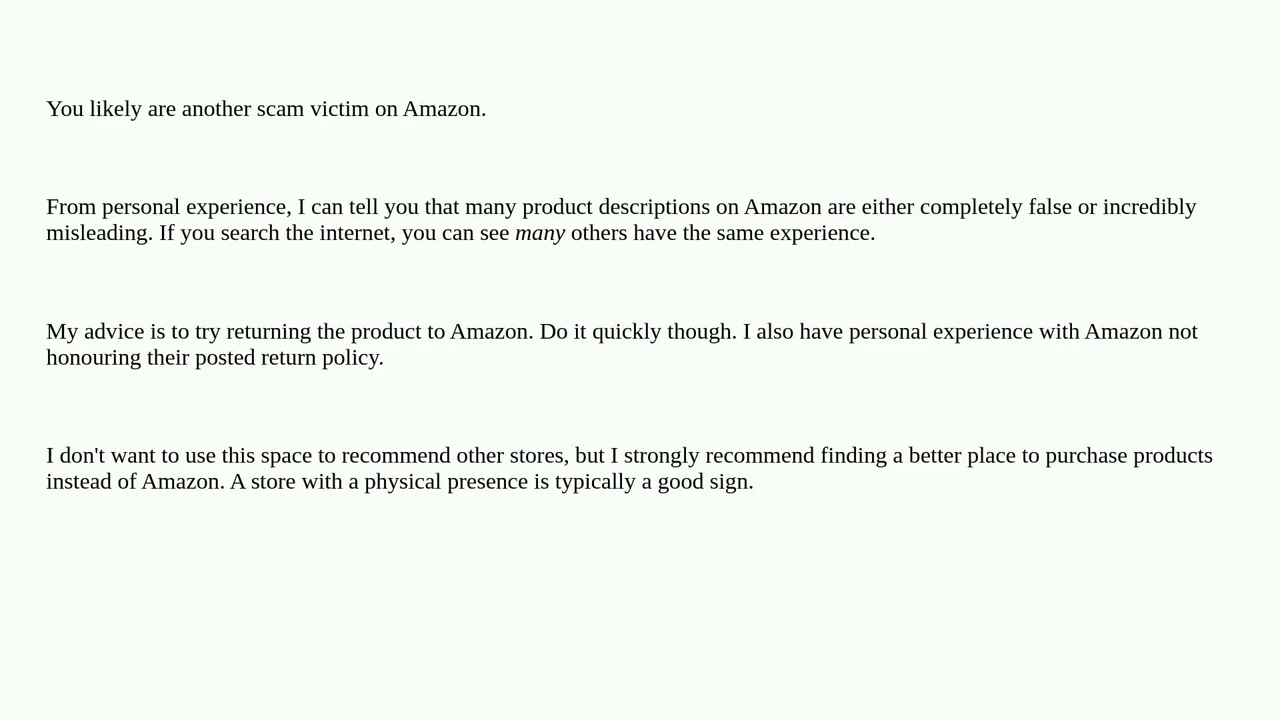 You likely are another scam victim on Amazon.
From personal experience, I can tell you that many product descriptions on Amazon are either completely false or incredibly
misleading. If you search the internet, you can see many others have the same experience.
My advice is to try returning the product to Amazon. Do it quickly though. I also have personal experience with Amazon not
honouring their posted return policy.
I don't want to use this space to recommend other stores, but I strongly recommend finding a better place to purchase products
instead of Amazon. A store with a physical presence is typically a good sign.